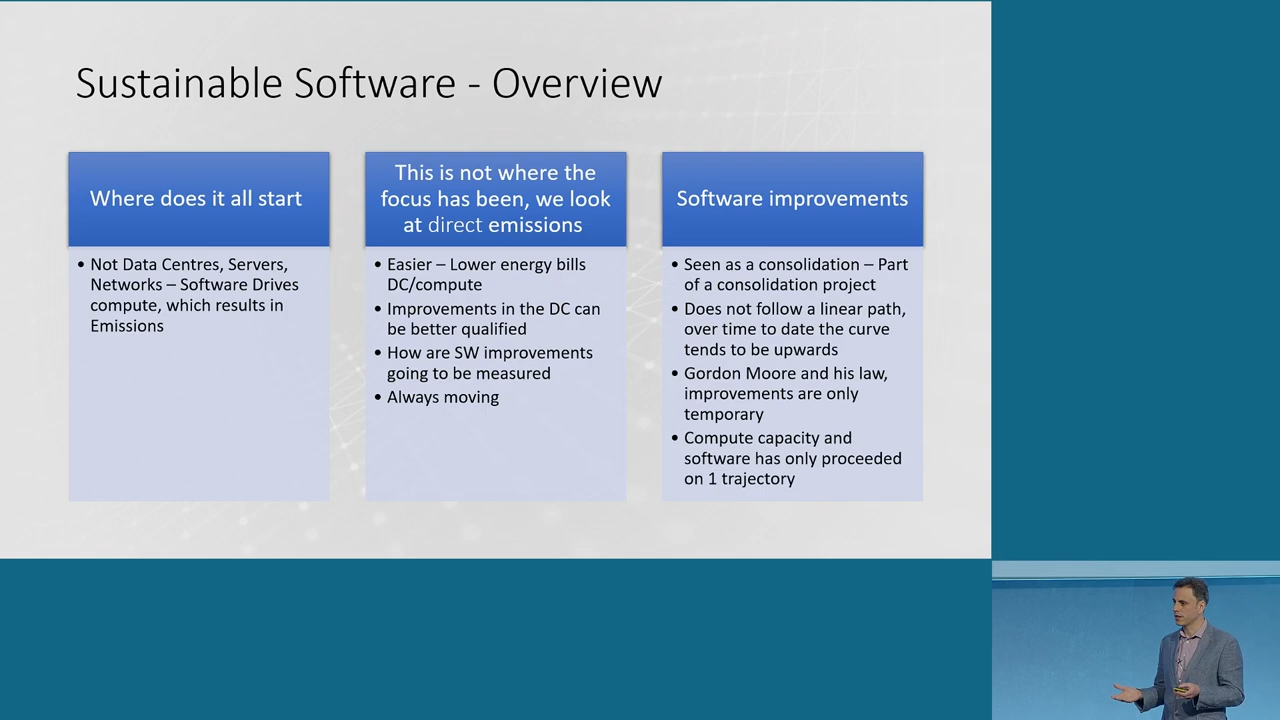 Sustainable Software - Overview
Where does it all start
• Not Data Centres, Servers,
Networks – Software Drives
compute, which results in
Emissions
This is not where the
focus has been, we look
at direct emissions
• Easier – Lower energy bills
DC/compute
• Improvements in the DC can
be better qualified
• How are SW improvements
going to be measured
• Always moving
Software improvements
• Seen as a consolidation – Part
of a consolidation project
• Does not follow a linear path,
over time to date the curve
tends to be upwards
• Gordon Moore and his law,
improvements are only
temporary
• Compute capacity and
software has only proceeded
on 1 trajectory